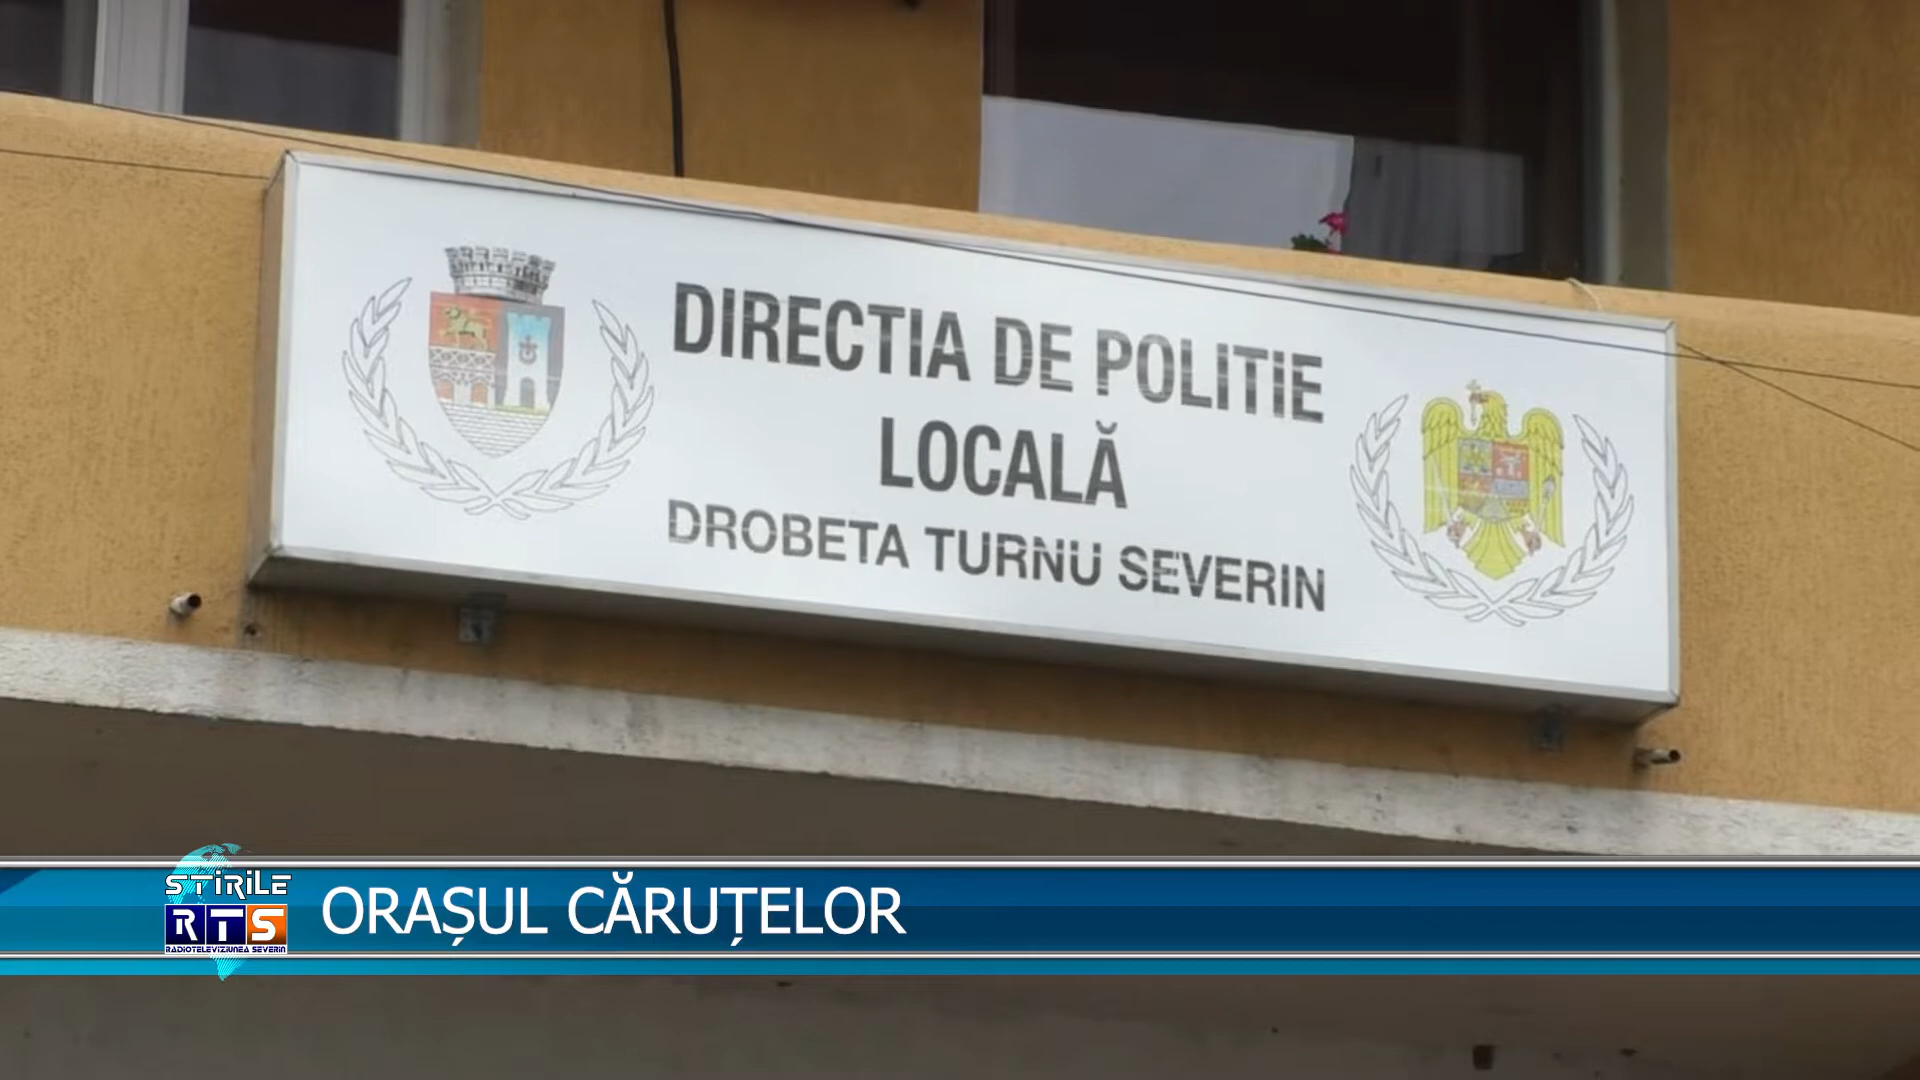 DIRECTIA DE POLITIE
LOCALĂ
DROBETA TURNU SEVERIN
STIRILE
RTS
RADIOTELEVIZIUNEA SEVERIN
ORAȘUL CĂRUȚELOR